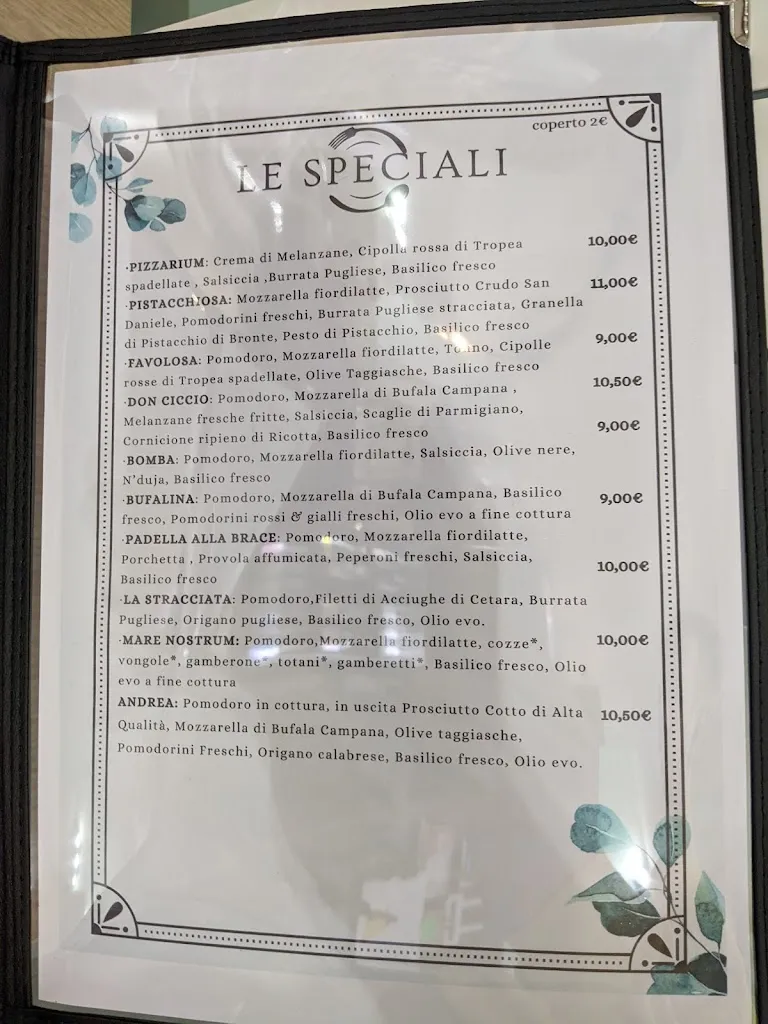 coperto 2€
LE SPECIALI
·PIZZARIUM: Crema di Melanzane, Cipolla rossa di Tropea 10,00€
spadellate , Salsiccia ,Burrata Pugliese, Basilico fresco
·PISTACCHIOSA: Mozzarella fiordilatte, Prosciutto Crudo San 11,00€
Daniele, Pomodorini freschi, Burrata Pugliese stracciata, Granella
di Pistacchio di Bronte, Pesto di Pistacchio, Basilico fresco
·FAVOLOSA: Pomodoro, Mozzarella fiordilatte, Tonno, Cipolle 9,00€
rosse di Tropea spadellate, Olive Taggiasche, Basilico fresco
·DON CICCIO: Pomodoro, Mozzarella di Bufala Campana , 10,50€
Melanzane fresche fritte, Salsiccia, Scaglie di Parmigiano,
Cornicione ripieno di Ricotta, Basilico fresco 9,00€
·BOMBA: Pomodoro, Mozzarella fiordilatte, Salsiccia, Olive nere,
N'duja, Basilico fresco
·BUFALINA: Pomodoro, Mozzarella di Bufala Campana, Basilico 9,00€
fresco, Pomodorini rossi & gialli freschi, Olio evo a fine cottura
·PADELLA ALLA BRACE: Pomodoro, Mozzarella fiordilatte,
Porchetta , Provola affumicata, Peperoni freschi, Salsiccia, 10,00€
Basilico fresco
·LA STRACCIATA: Pomodoro,Filetti di Acciughe di Cetara, Burrata
Pugliese, Origano pugliese, Basilico fresco, Olio evo.
·MARE NOSTRUM: Pomodoro,Mozzarella fiordilatte, cozze*, 10,00€
vongole*, gamberone*, totani*, gamberetti*, Basilico fresco, Olio
evo a fine cottura
ANDREA: Pomodoro in cottura, in uscita Prosciutto Cotto di Alta 10,50€
Qualità, Mozzarella di Bufala Campana, Olive taggiasche,
Pomodorini Freschi, Origano calabrese, Basilico fresco, Olio evo.